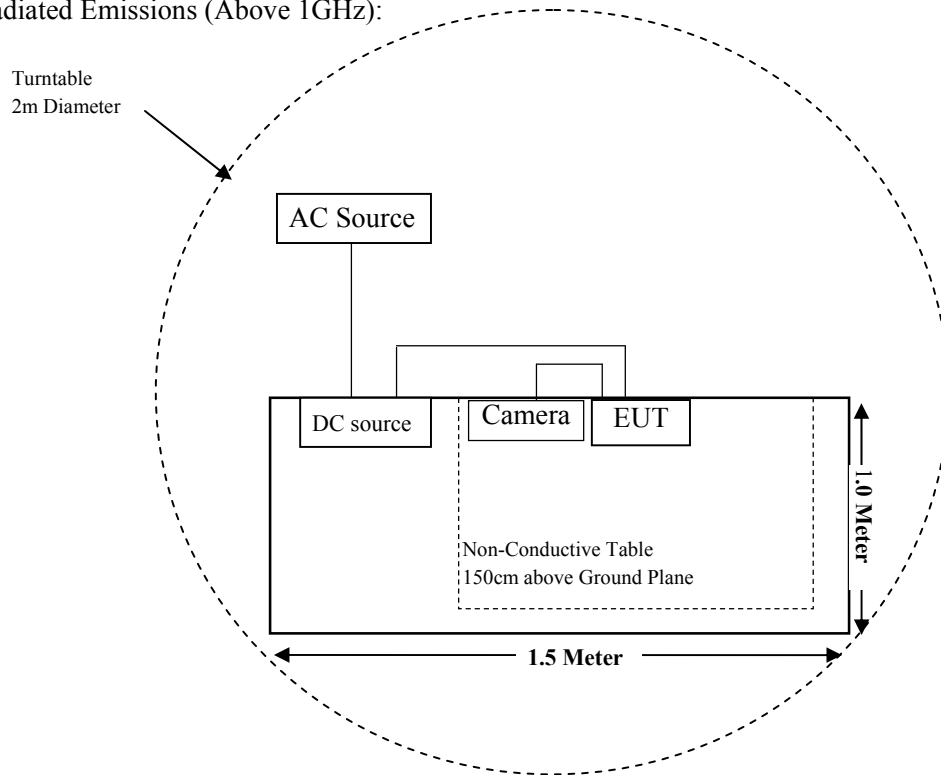 adiated Emissions (Above 1GHz):
Turntable
2m Diameter
AC Source
DC source
Camera
EUT
Non-Conductive Table
150cm above Ground Plane
1.0 Meter
1.5 Meter